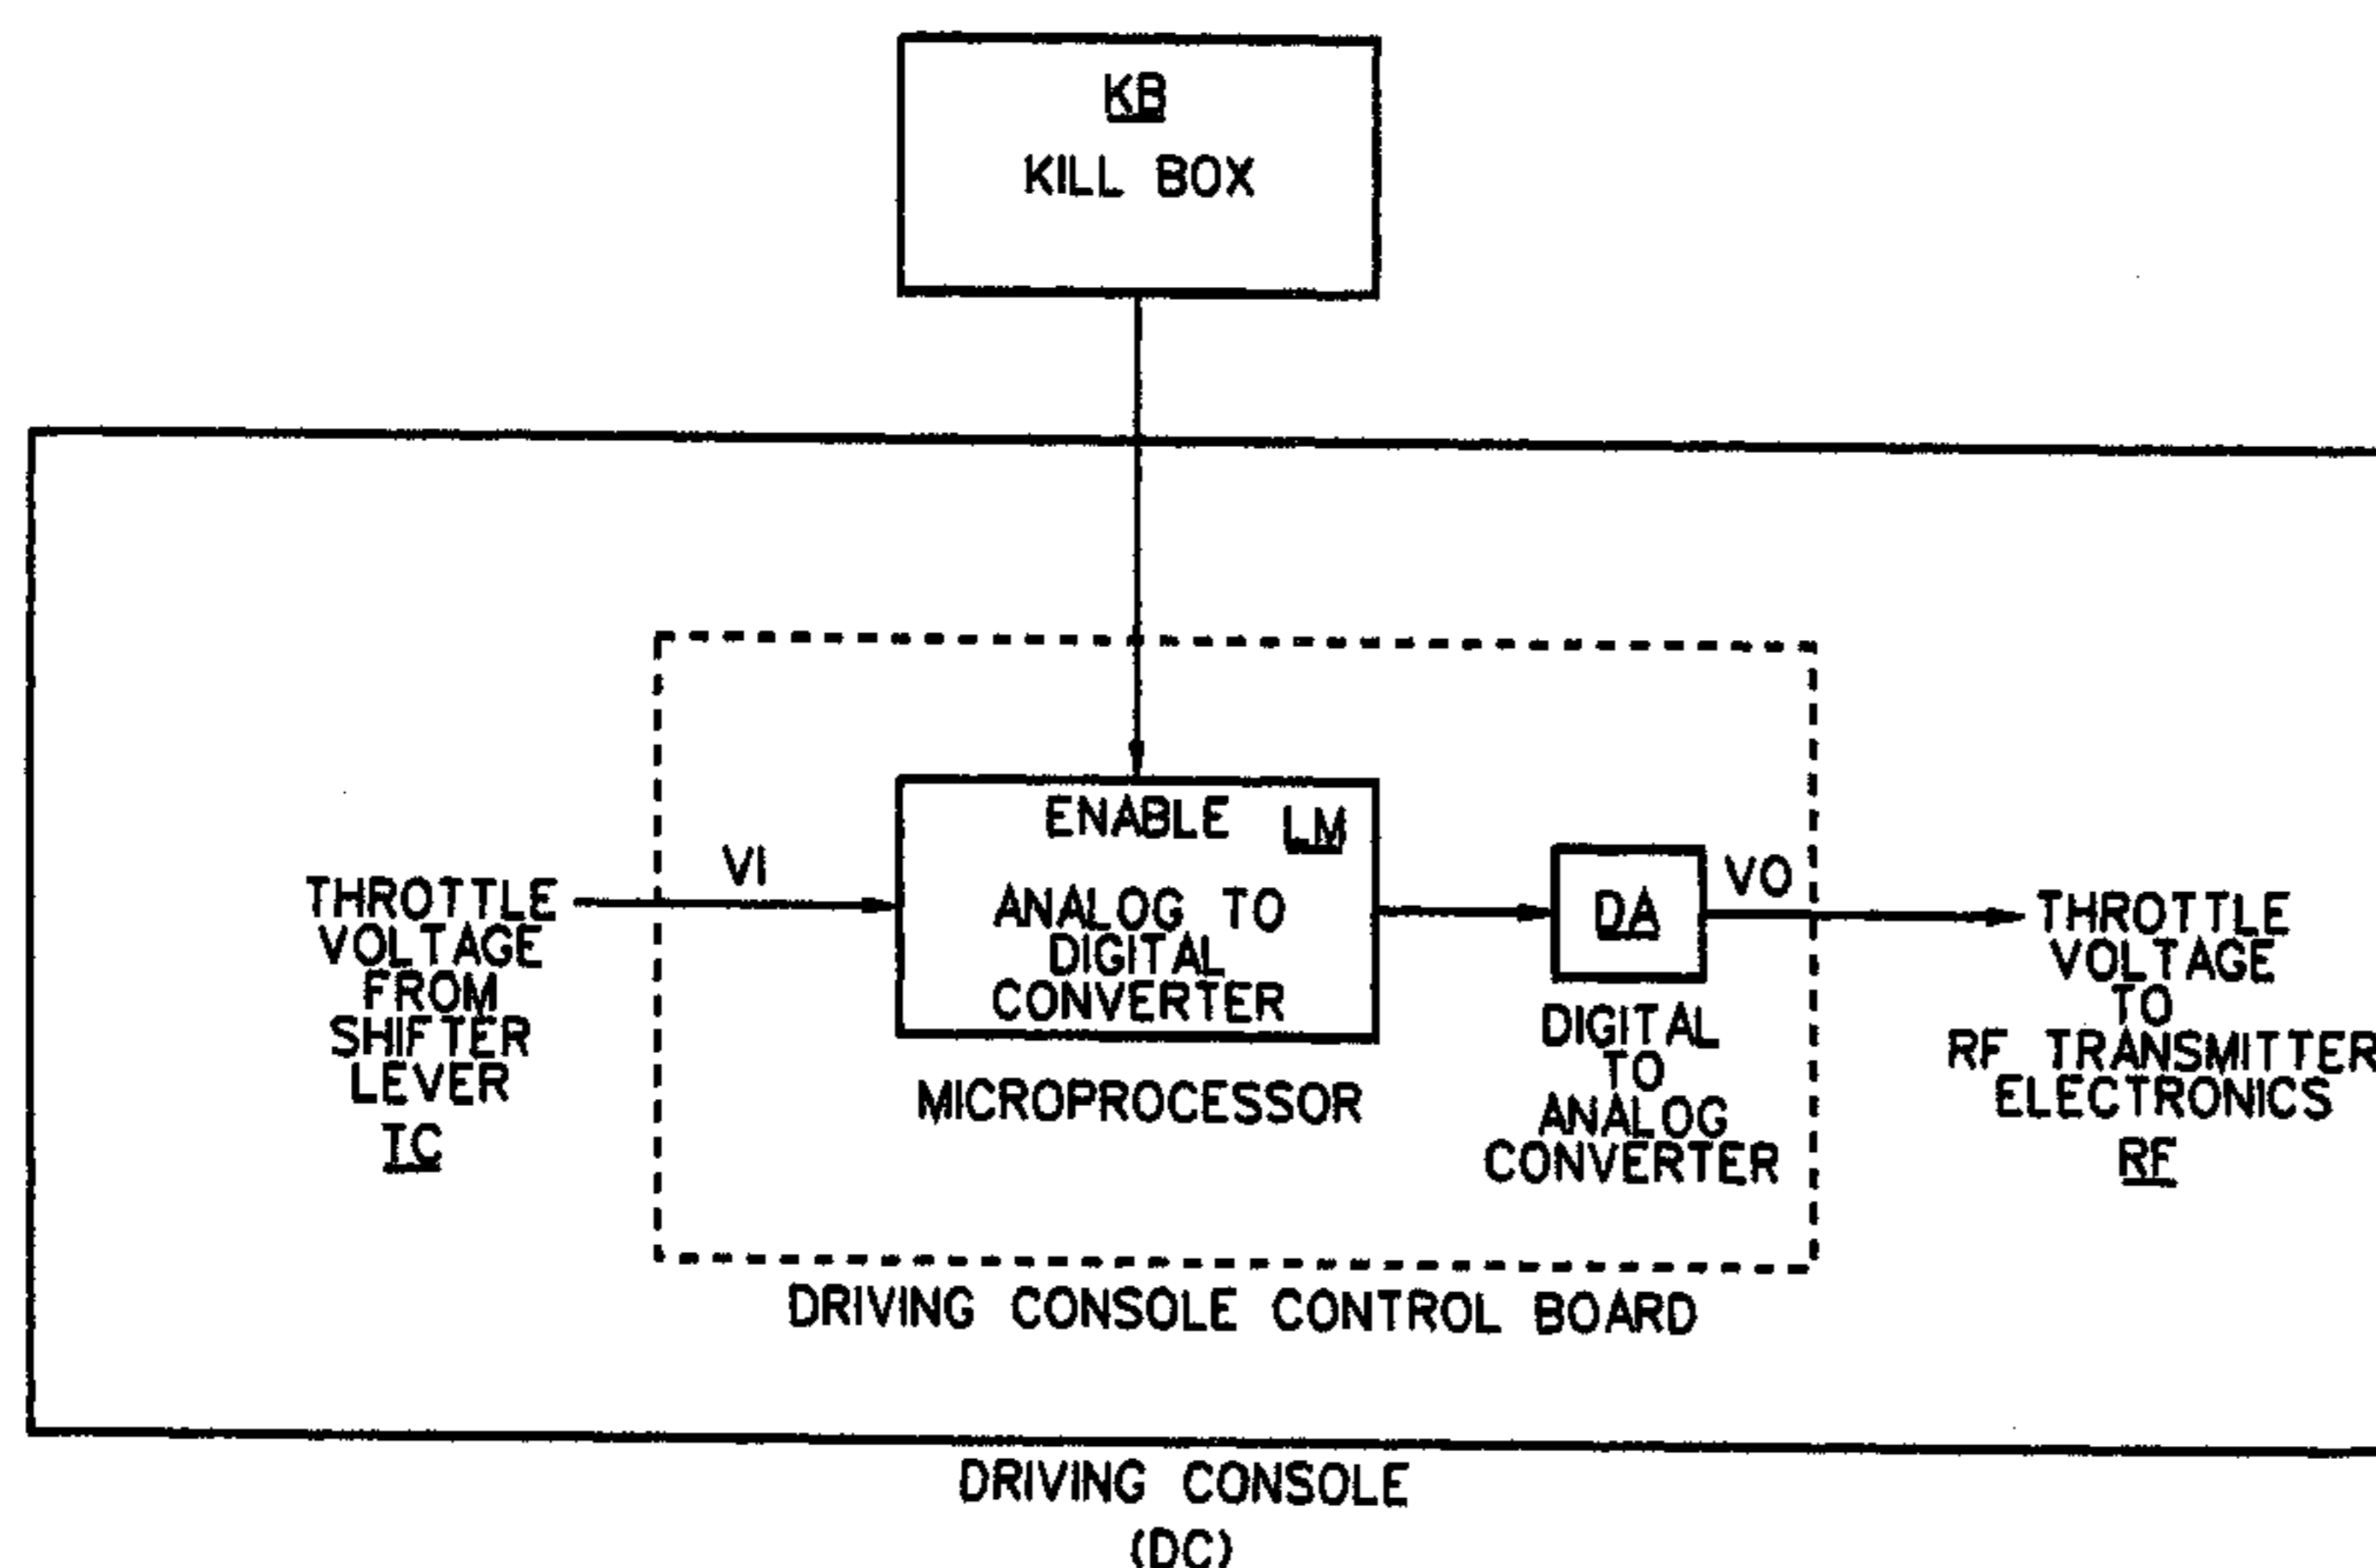 KB
KILL BOX
ENABLE LM
VI
VO
THROTTLE
VOLTAGE
FROM
SHIFTER
LEVER
IC
ANALOG TO
DIGITAL
CONVERTER
MICROPROCESSOR
DA
DIGITAL
TO
ANALOG
CONVERTER
THROTTLE
VOLTAGE
TO
RF TRANSMITTER
ELECTRONICS
RF
DRIVING CONSOLE CONTROL BOARD
DRIVING CONSOLE
(DC)